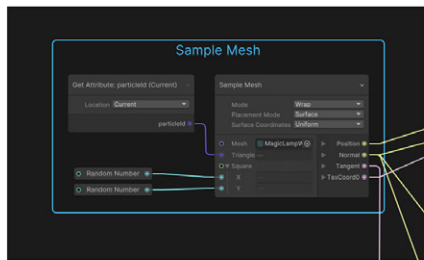 Sample Mesh
Get Attribute: particleId (Current)
Location Current
particleId
Random Number
Random Number
Sample Mesh
Mode Wrap
Placement Mode Surface
Surface Coordinates Uniform
Mesh MagicLampW Position
Triangle Normal
Square Tangent
X TexCoord0
Y